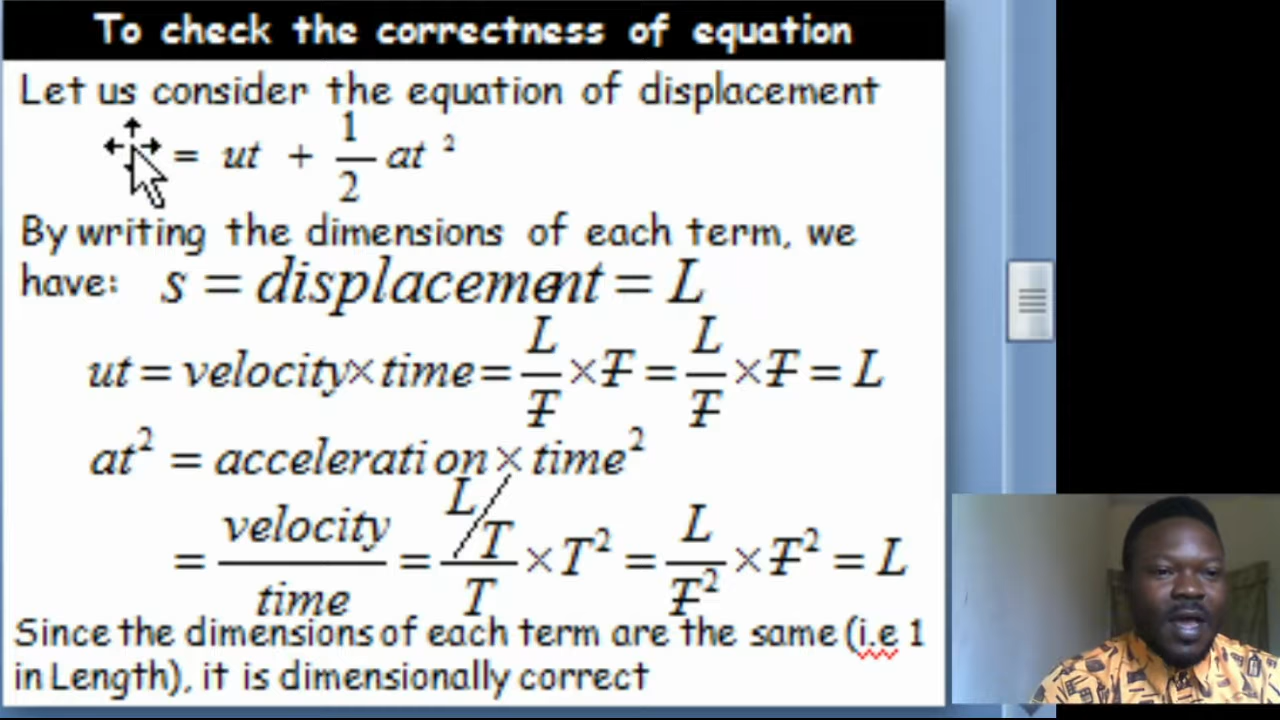 To check the correctness of equation
Let us consider the equation of displacement
= ut + 1/2 at ²
By writing the dimensions of each term, we
have: s = displacement = L
ut = velocity × time = L/T × T = L/T × T = L
at² = acceleration × time²
= velocity/time = L/T/T × T² = L/T² × T² = L
Since the dimensions of each term are the same (i.e 1
in Length), it is dimensionally correct